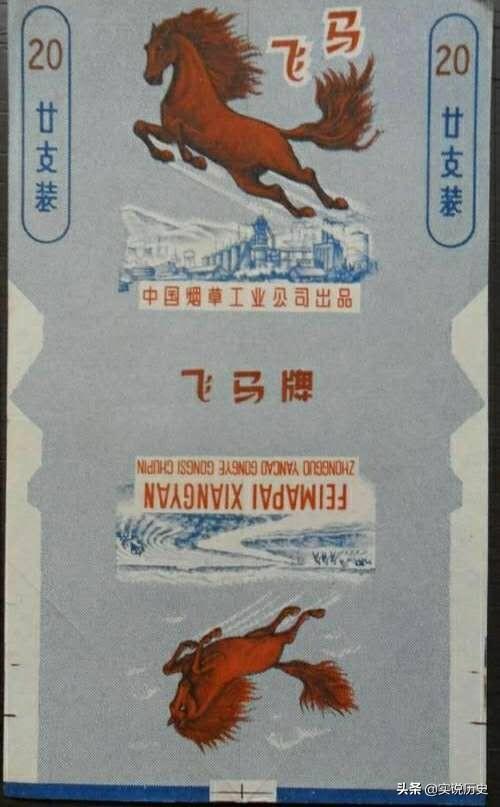 20
廿支装
飞马
20
廿支装
中国烟草工业公司出品
飞马牌
FEIMAPAI XIANGYAN
ZHONGGUO YANCAO GONGYE GONGSI CHUPIN
头条 @实说历史